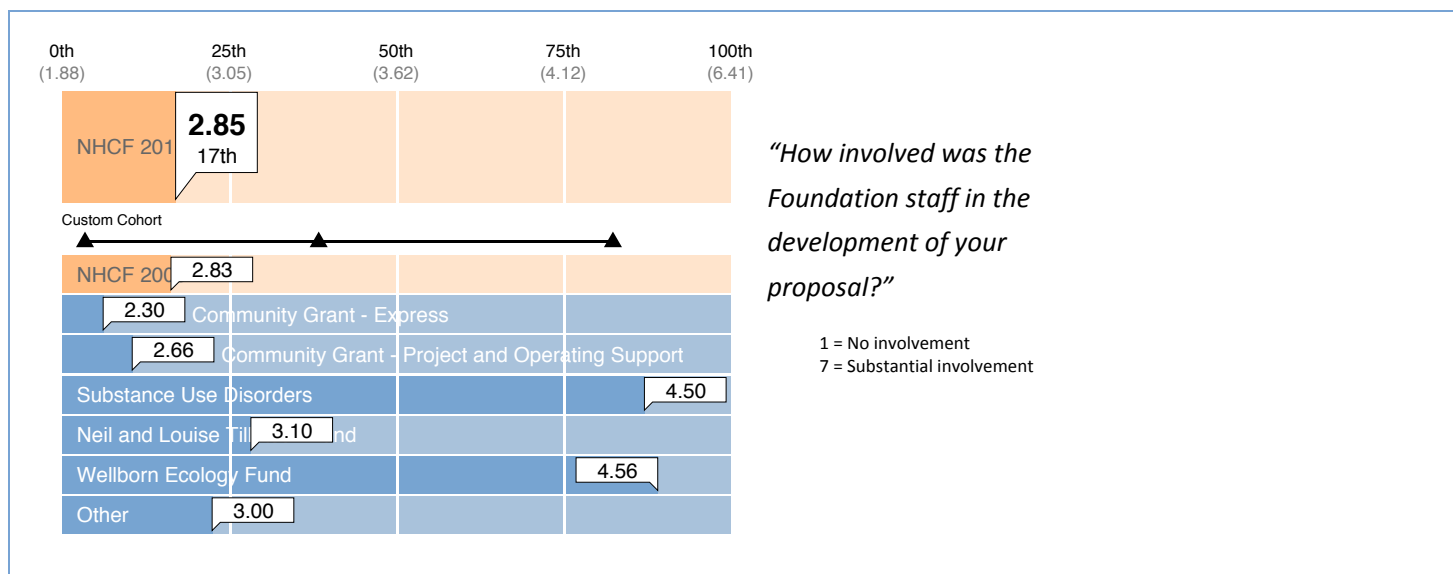 0th 25th 50th 75th 100th
(1.88) (3.05) (3.62) (4.12) (6.41)
NHCF 201
2.85
17th
Custom Cohort
NHCF 200
2.83
2.30 Community Grant - Express
2.66 Community Grant - Project and Operating Support
Substance Use Disorders 4.50
Neil and Louise Till 3.10 nd
Wellborn Ecology Fund 4.56
Other 3.00
“How involved was the
Foundation staff in the
development of your
proposal?”
1 = No involvement
7 = Substantial involvement